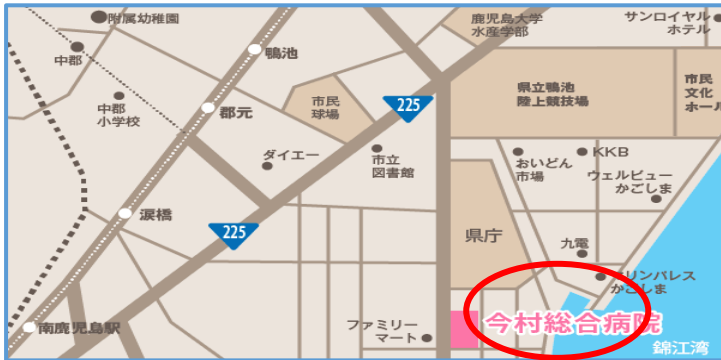 附属幼稚園
中郡
中郡
小学校
鴨池
郡元
涙橋
南鹿児島駅
市民
球場
ダイエー
225
225
市立
図書館
鹿児島大学
水産学部
サンロイヤル
ホテル
県立鴨池
陸上競技場
市民
文化
ホール
おいどん
市場
KKB
ウェルビュー
かごしま
県庁
九電
マリンパレス
かごしま
ファミリー
マート
今村総合病院
錦江湾